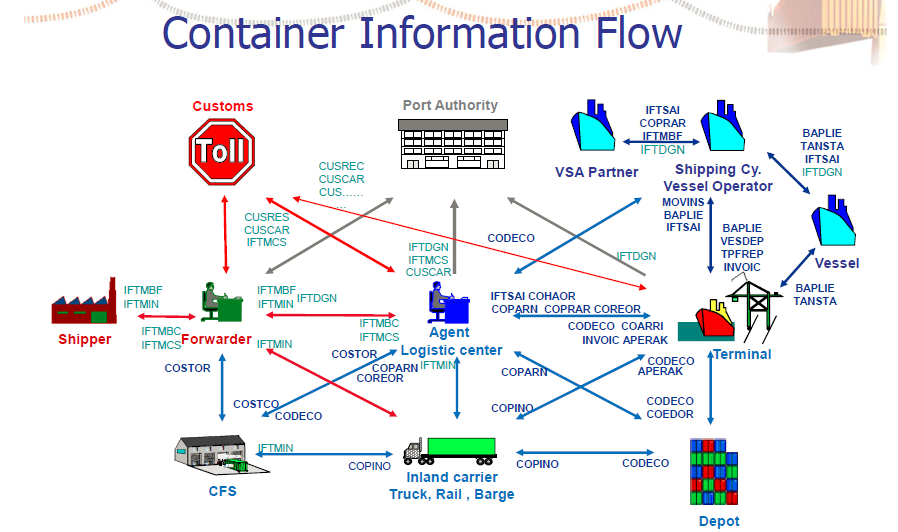 Container Information Flow
Customs
Toll
Port Authority
VSA Partner
IFTSAI
COPRAR
IFTMBF
IFTDGN
Shipping Cy.
Vessel Operator
BAPLIE
TANSTA
IFTSAI
IFTDGN
Vessel
CUSREC
CUSCAR
CUS......
...
CUSRES
CUSCAR
IFTMCS
IFTDGN
IFTMCS
CUSCAR
CODECO
IFTDGN
MOVINS
BAPLIE
IFTSAI
BAPLIE
VESDEP
TPFREP
INVOIC
BAPLIE
TANSTA
IFTMBF
IFTMIN
Shipper
IFTMBC
IFTMCS
Forwarder
IFTMBF
IFTMIN
IFTDGN
IFTMBC
IFTMCS
IFTMIN
Agent
Logistic center
IFTSAI COHAOR
COPARN COPRAR COREOR
CODECO COARRI
INVOIC APERAK
Terminal
COSTOR
COSTOR
COPARN
COREOR
IFTMIN
COPARN
CODECO
APERAK
COSTCO
CODECO
COPINO
CODECO
COEDOR
IFTMIN
COPINO
COPINO
CODECO
CFS
Inland carrier
Truck, Rail , Barge
Depot